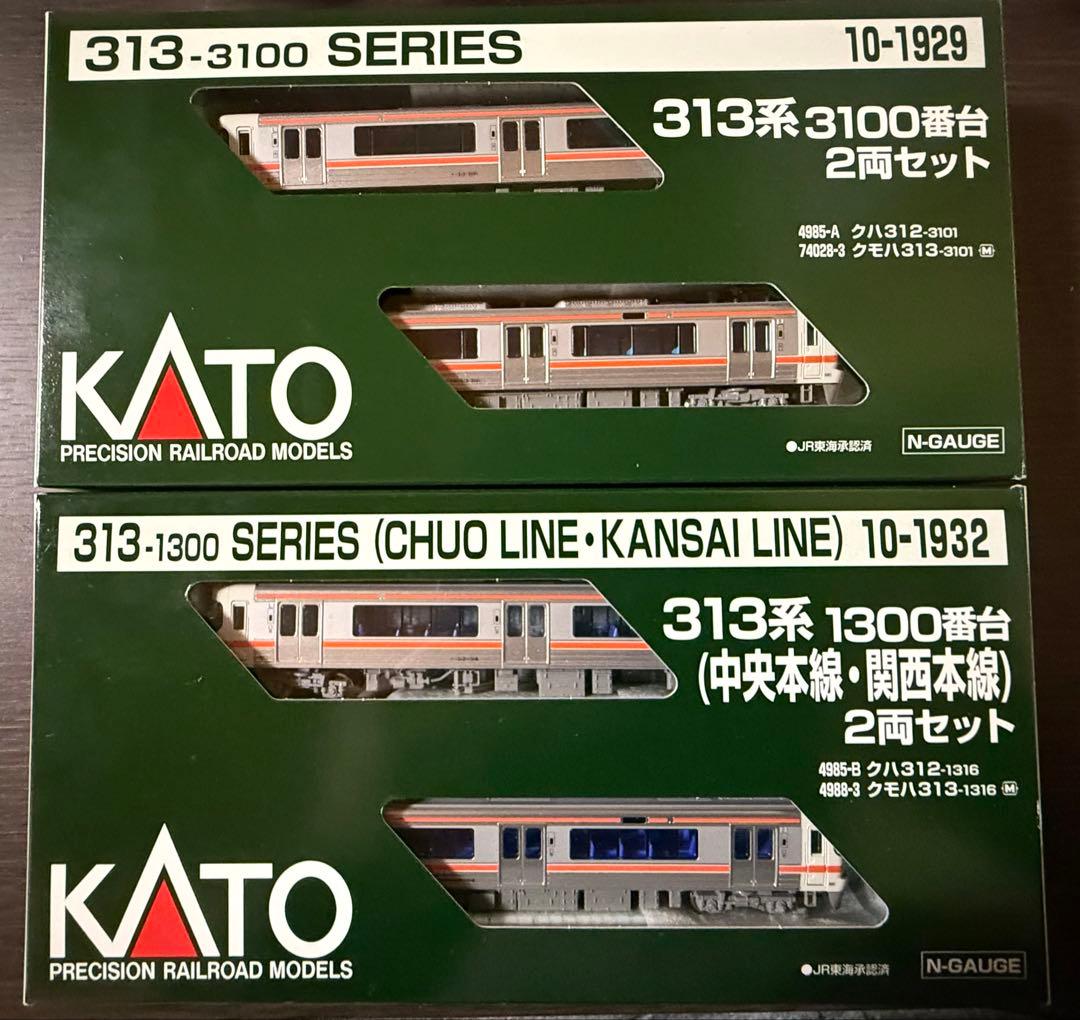 313-3100 SERIES 10-1929
313系3100番台
2両セット
4985-A クハ312-3101
74028-3 クモハ313-3101 M
KATO
PRECISION RAILROAD MODELS
●JR東海承認済 N-GAUGE
313-1300 SERIES (CHUO LINE・KANSAI LINE) 10-1932
313系 1300番台
(中央本線・関西本線)
2両セット
4985-B クハ312-1316
4988-3 クモハ313-1316 M
KATO
PRECISION RAILROAD MODELS
●JR東海承認済 N-GAUGE